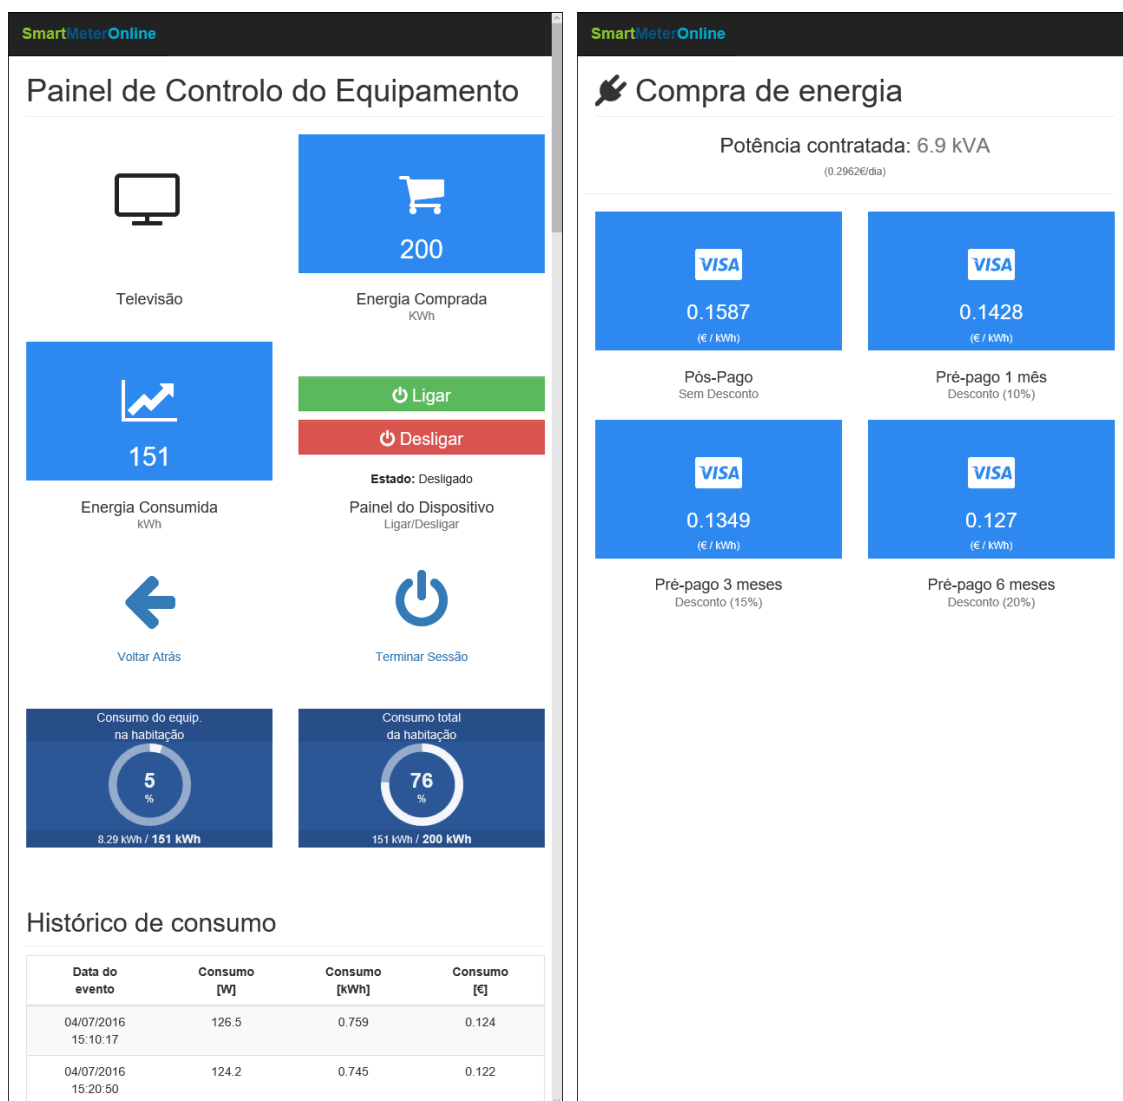 SmartMeterOnline
Painel de Controlo do Equipamento
200
Televisão
Energia Comprada
KWh
151
Ligar
Desligar
Estado: Desligado
Energia Consumida
kWh
Painel do Dispositivo
Ligar/Desligar
Voltar Atrás
Terminar Sessão
Consumo do equip.
na habitação
5
%
8.29 kWh / 151 kWh
Consumo total
da habitação
76
%
151 kWh / 200 kWh
Histórico de consumo
Data do evento Consumo [W] Consumo [kWh] Consumo [€]
04/07/2016 15:10:17 126.5 0.759 0.124
04/07/2016 15:20:50 124.2 0.745 0.122
SmartMeterOnline
Compra de energia
Potência contratada: 6.9 kVA
(0.2962€/dia)
VISA
0.1587
(€ / kWh)
Pós-Pago
Sem Desconto
VISA
0.1428
(€ / kWh)
Pré-pago 1 mês
Desconto (10%)
VISA
0.1349
(€ / kWh)
Pré-pago 3 meses
Desconto (15%)
VISA
0.127
(€ / kWh)
Pré-pago 6 meses
Desconto (20%)